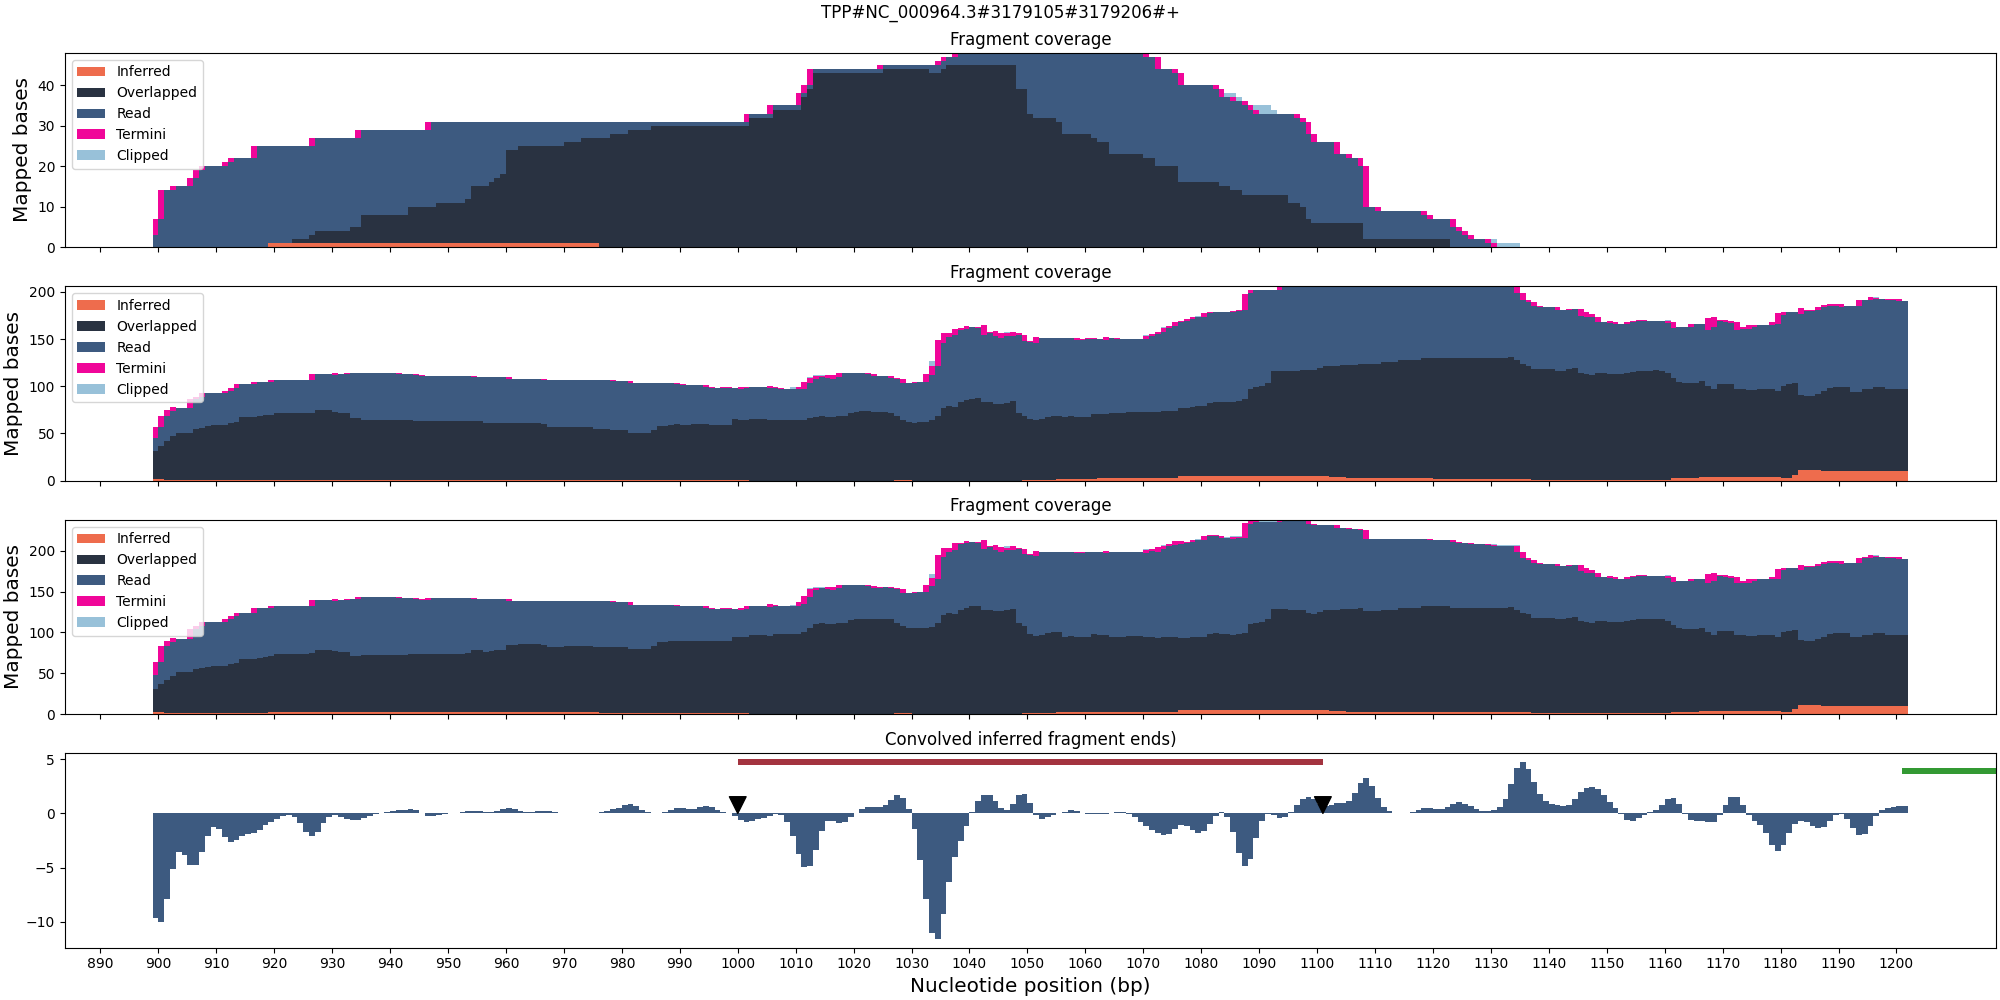 TPP#NC_000964.3#3179105#3179206#+
Fragment coverage
Mapped bases
40
30
20
10
0
Inferred
Overlapped
Read
Termini
Clipped
Fragment coverage
Mapped bases
200
150
100
50
0
Inferred
Overlapped
Read
Termini
Clipped
Fragment coverage
Mapped bases
200
150
100
50
0
Inferred
Overlapped
Read
Termini
Clipped
Convolved inferred fragment ends)
5
0
−5
−10
890 900 910 920 930 940 950 960 970 980 990 1000 1010 1020 1030 1040 1050 1060 1070 1080 1090 1100 1110 1120 1130 1140 1150 1160 1170 1180 1190 1200
Nucleotide position (bp)